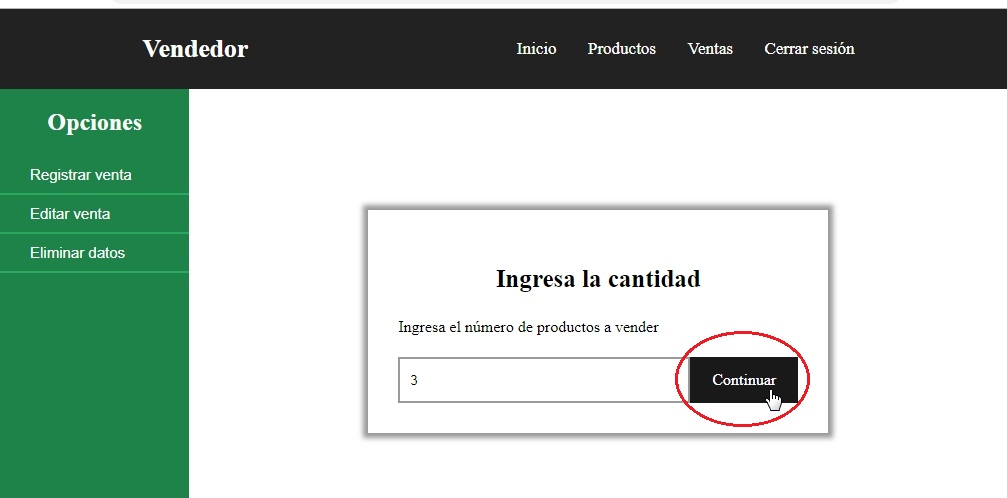 Vendedor
Inicio Productos Ventas Cerrar sesión
Opciones
Registrar venta
Editar venta
Eliminar datos
Ingresa la cantidad
Ingresa el número de productos a vender
3 Continuar